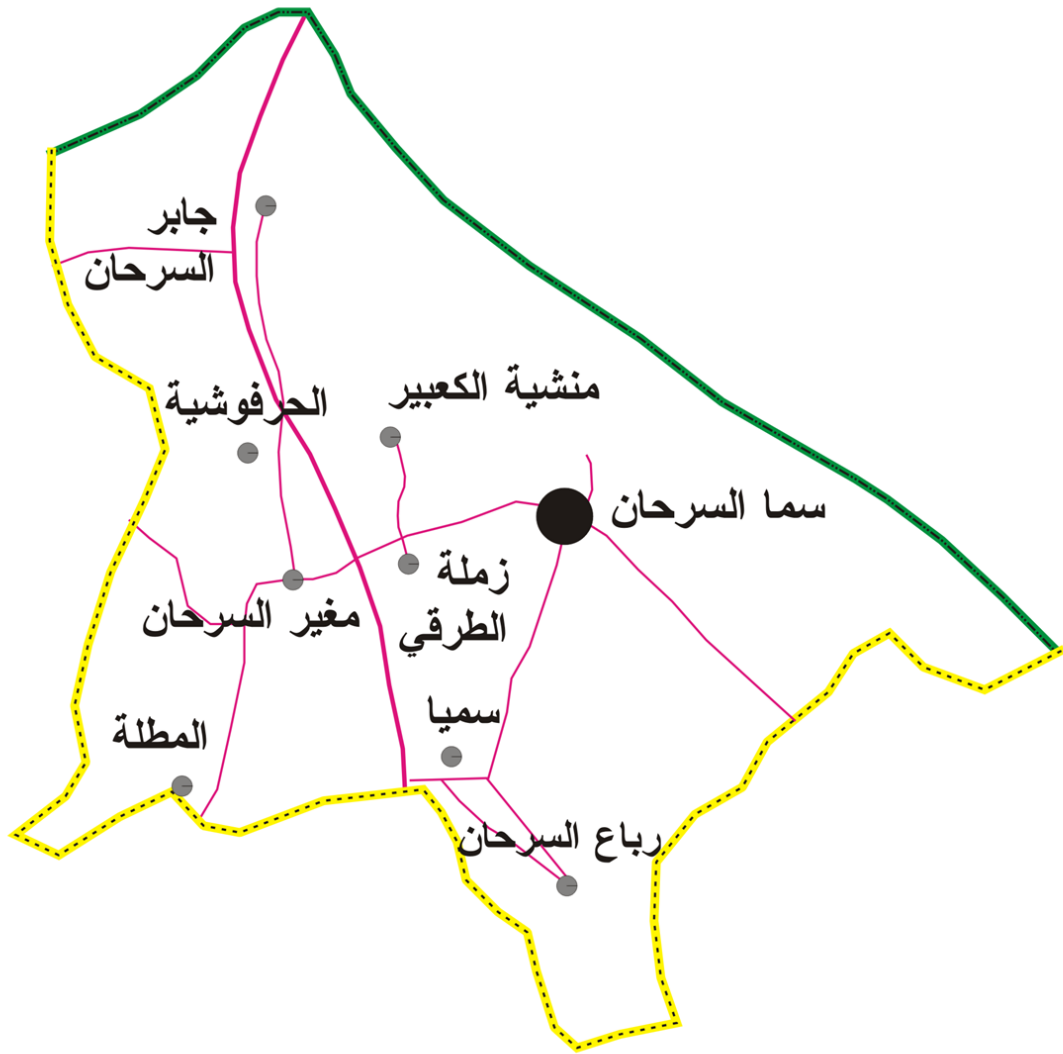 جابر
السرحان
منشية الكعبير
الحرفوشية
سما السرحان
زملة
الطرقي
مغير السرحان
سميا
المطلة
رباع السرحان